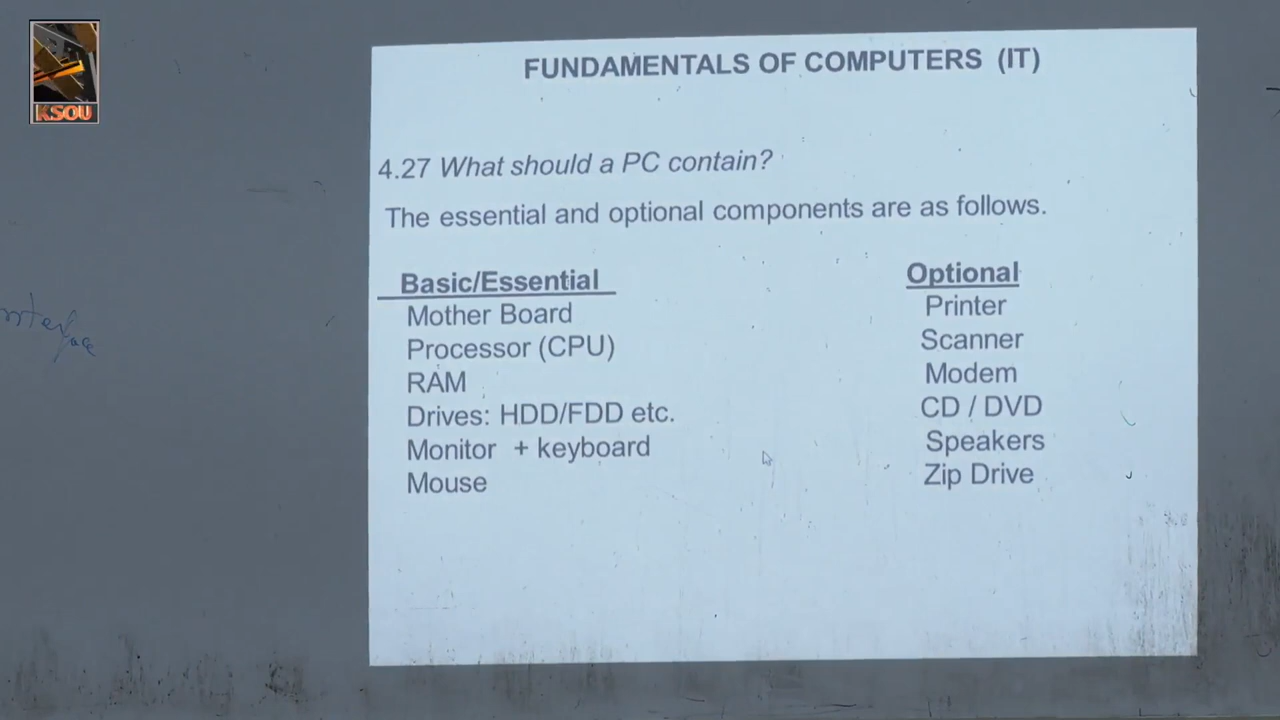 KSOU
FUNDAMENTALS OF COMPUTERS (IT)
4.27 What should a PC contain?
The essential and optional components are as follows.
Basic/Essential
Mother Board
Processor (CPU)
RAM
Drives: HDD/FDD etc.
Monitor + keyboard
Mouse
Optional
Printer
Scanner
Modem
CD / DVD
Speakers
Zip Drive